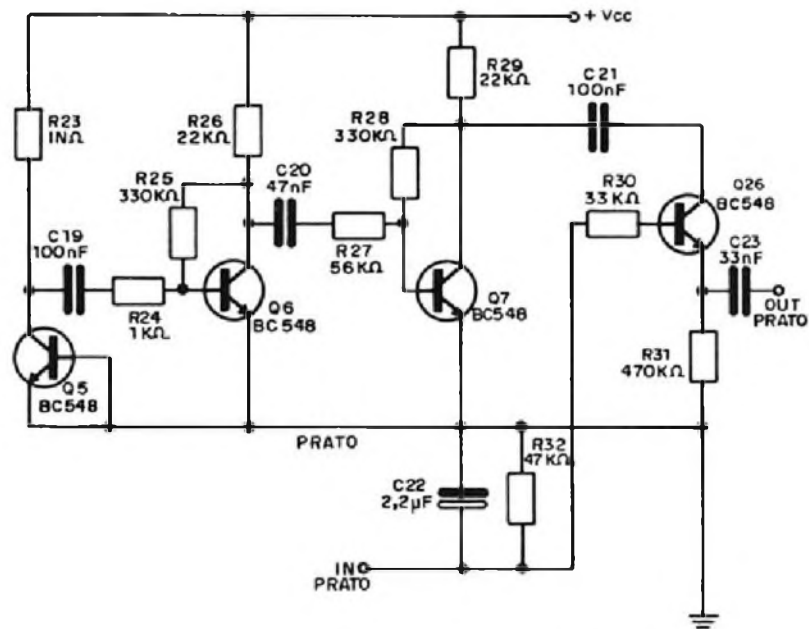 + Vcc
R23
1NΩ
R26
22KΩ
R25
330KΩ
C19
100nF
R24
1KΩ
Q5
BC548
Q6
BC548
C20
47nF
R27
56KΩ
R28
330KΩ
R29
22KΩ
Q7
BC548
C21
100nF
R30
33KΩ
Q26
BC548
C23
33nF
OUT
PRATO
R31
470KΩ
PRATO
R32
47KΩ
C22
2,2µF
IN
PRATO